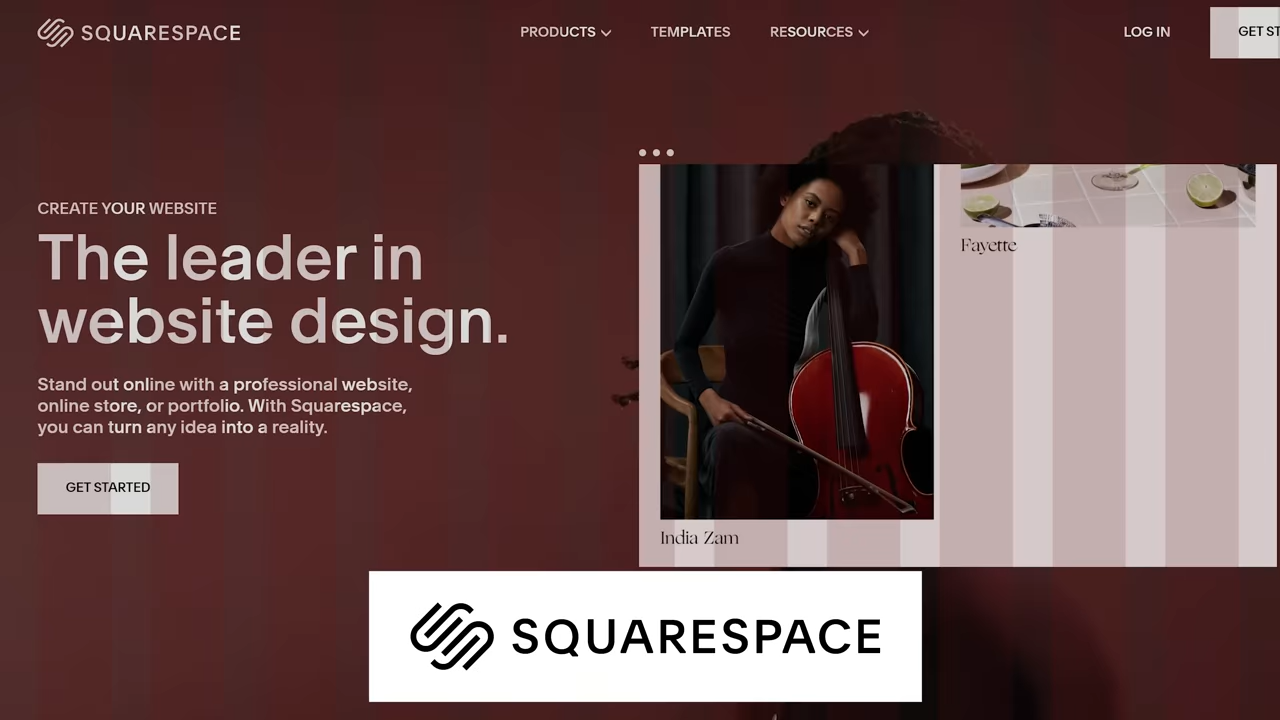 SQUARESPACE
PRODUCTS
TEMPLATES
RESOURCES
LOG IN
GET ST
CREATE YOUR WEBSITE
The leader in
website design.
Stand out online with a professional website,
online store, or portfolio. With Squarespace,
you can turn any idea into a reality.
GET STARTED
Fayette
India Zam
SQUARESPACE